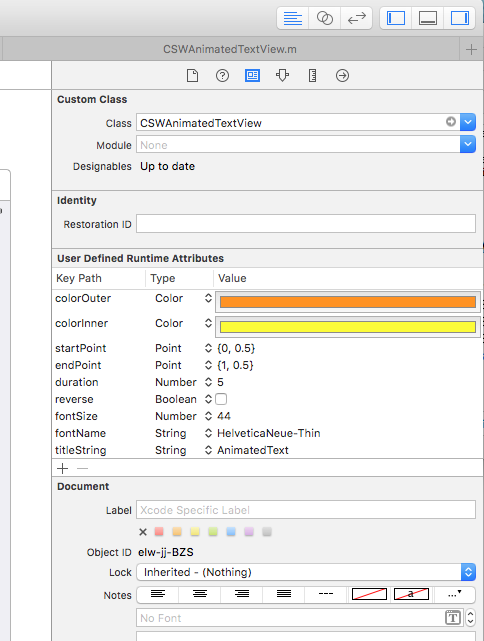 CSWAnimatedTextView.m
Custom Class
Class CSWAnimatedTextView
Module None
Designables Up to date
Identity
Restoration ID
User Defined Runtime Attributes
Key Path Type Value
colorOuter Color
colorInner Color
startPoint Point {0, 0.5}
endPoint Point {1, 0.5}
duration Number 5
reverse Boolean
fontSize Number 44
fontName String HelveticaNeue-Thin
titleString String AnimatedText
Document
Label Xcode Specific Label
Object ID elw-jj-BZS
Lock Inherited - (Nothing)
Notes --- a ...
No Font T